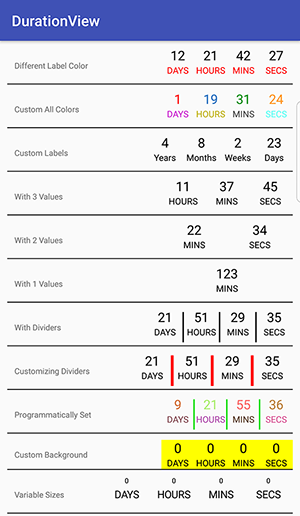 DurationView
12 21 42 27
Different Label Color
DAYS HOURS MINS SECS
1 19 31 24
Custom All Colors
DAYS HOURS MINS SECS
4 8 2 23
Custom Labels
Years Months Weeks Days
11 37 45
With 3 Values
HOURS MINS SECS
22 34
With 2 Values
MINS SECS
123
With 1 Values
MINS
21 51 29 35
With Dividers
DAYS HOURS MINS SECS
21 51 29 35
Customizing Dividers
DAYS HOURS MINS SECS
9 21 55 36
Programmatically Set
DAYS HOURS MINS SECS
0 0 0 0
Custom Background
DAYS HOURS MINS SECS
0 0 0 0
Variable Sizes
DAYS HOURS MINS SECS